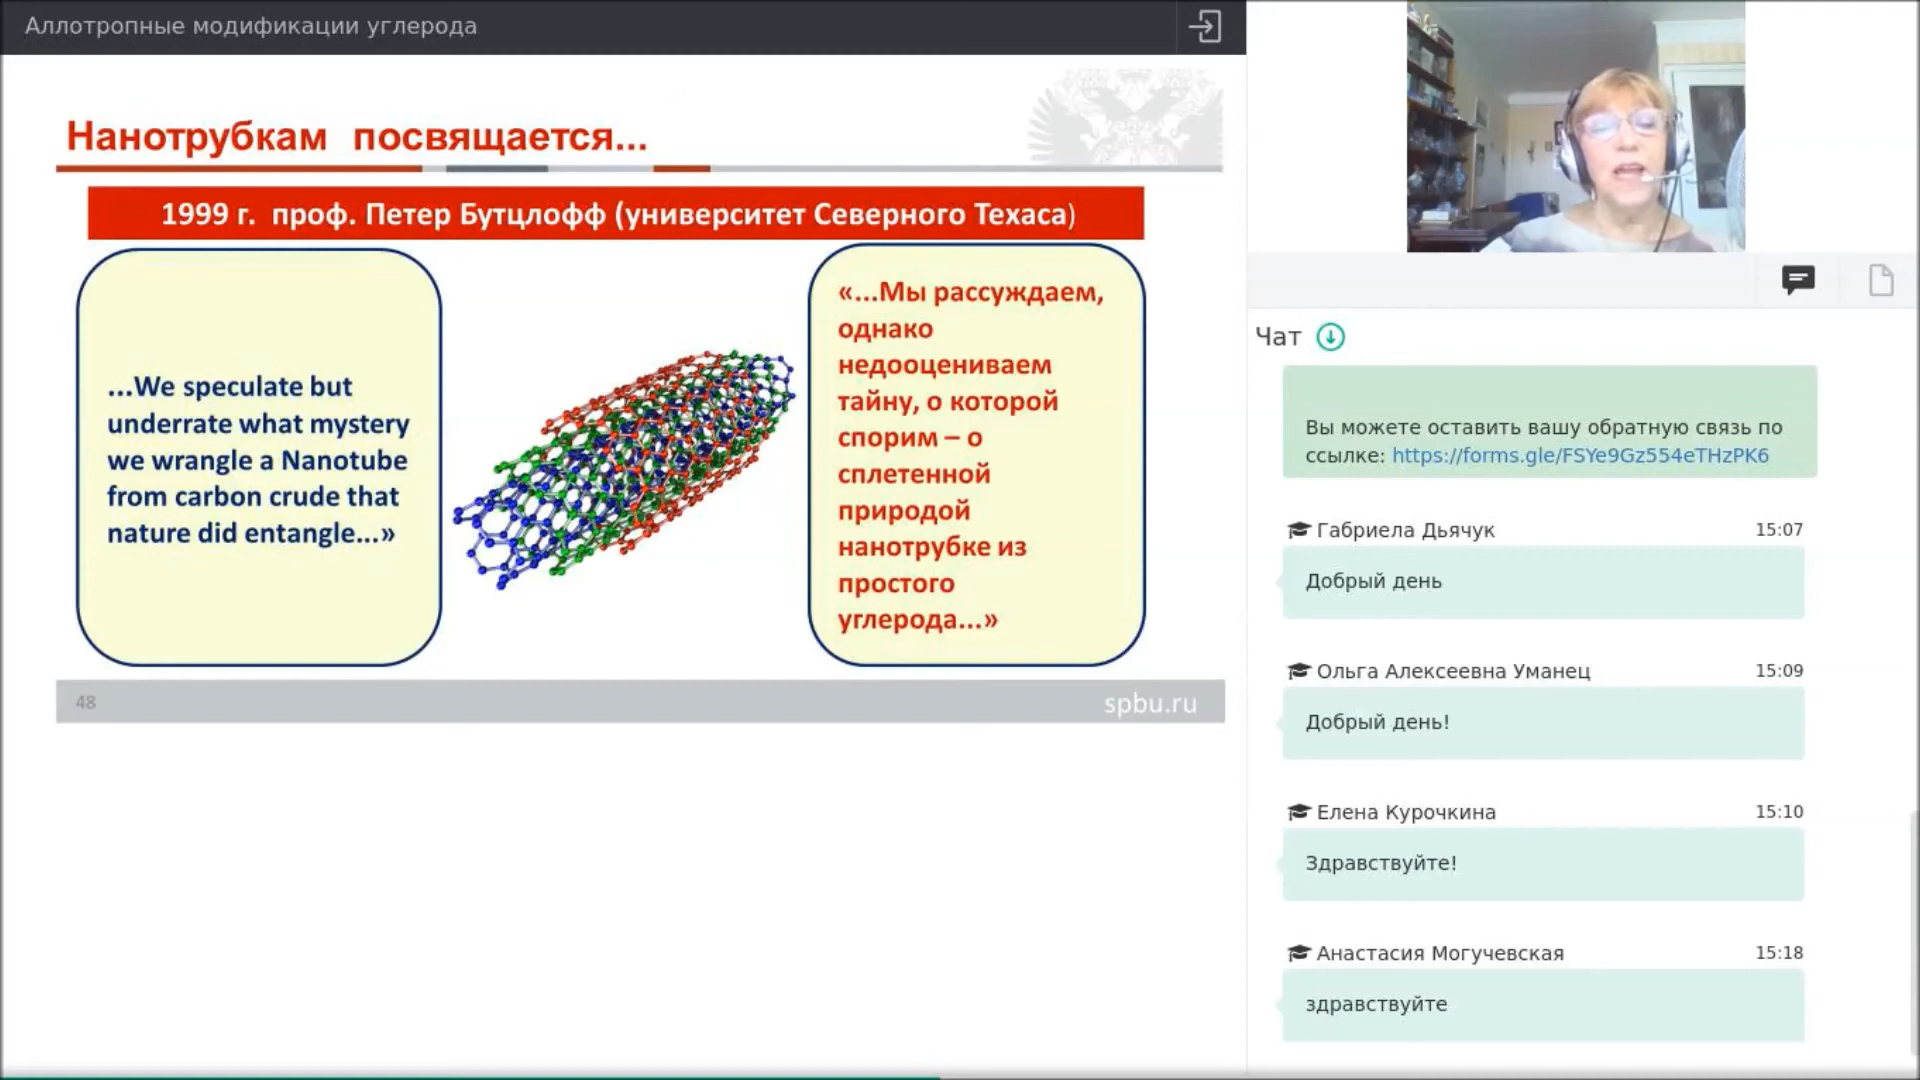 Аллотропные модификации углерода
Нанотрубкам посвящается...
1999 г. проф. Петер Бутцлофф (университет Северного Техаса)
...We speculate but
underrate what mystery
we wrangle a Nanotube
from carbon crude that
nature did entangle...»
«...Мы рассуждаем,
однако
недооцениваем
тайну, о которой
спорим – о
сплетенной
природой
нанотрубке из
простого
углерода...»
48
spbu.ru
Чат
Вы можете оставить вашу обратную связь по
ссылке: https://forms.gle/FSYe9Gz554eTHzPK6
Габриела Дьячук 15:07
Добрый день
Ольга Алексеевна Уманец 15:09
Добрый день!
Елена Курочкина 15:10
Здравствуйте!
Анастасия Могучевская 15:18
здравствуйте